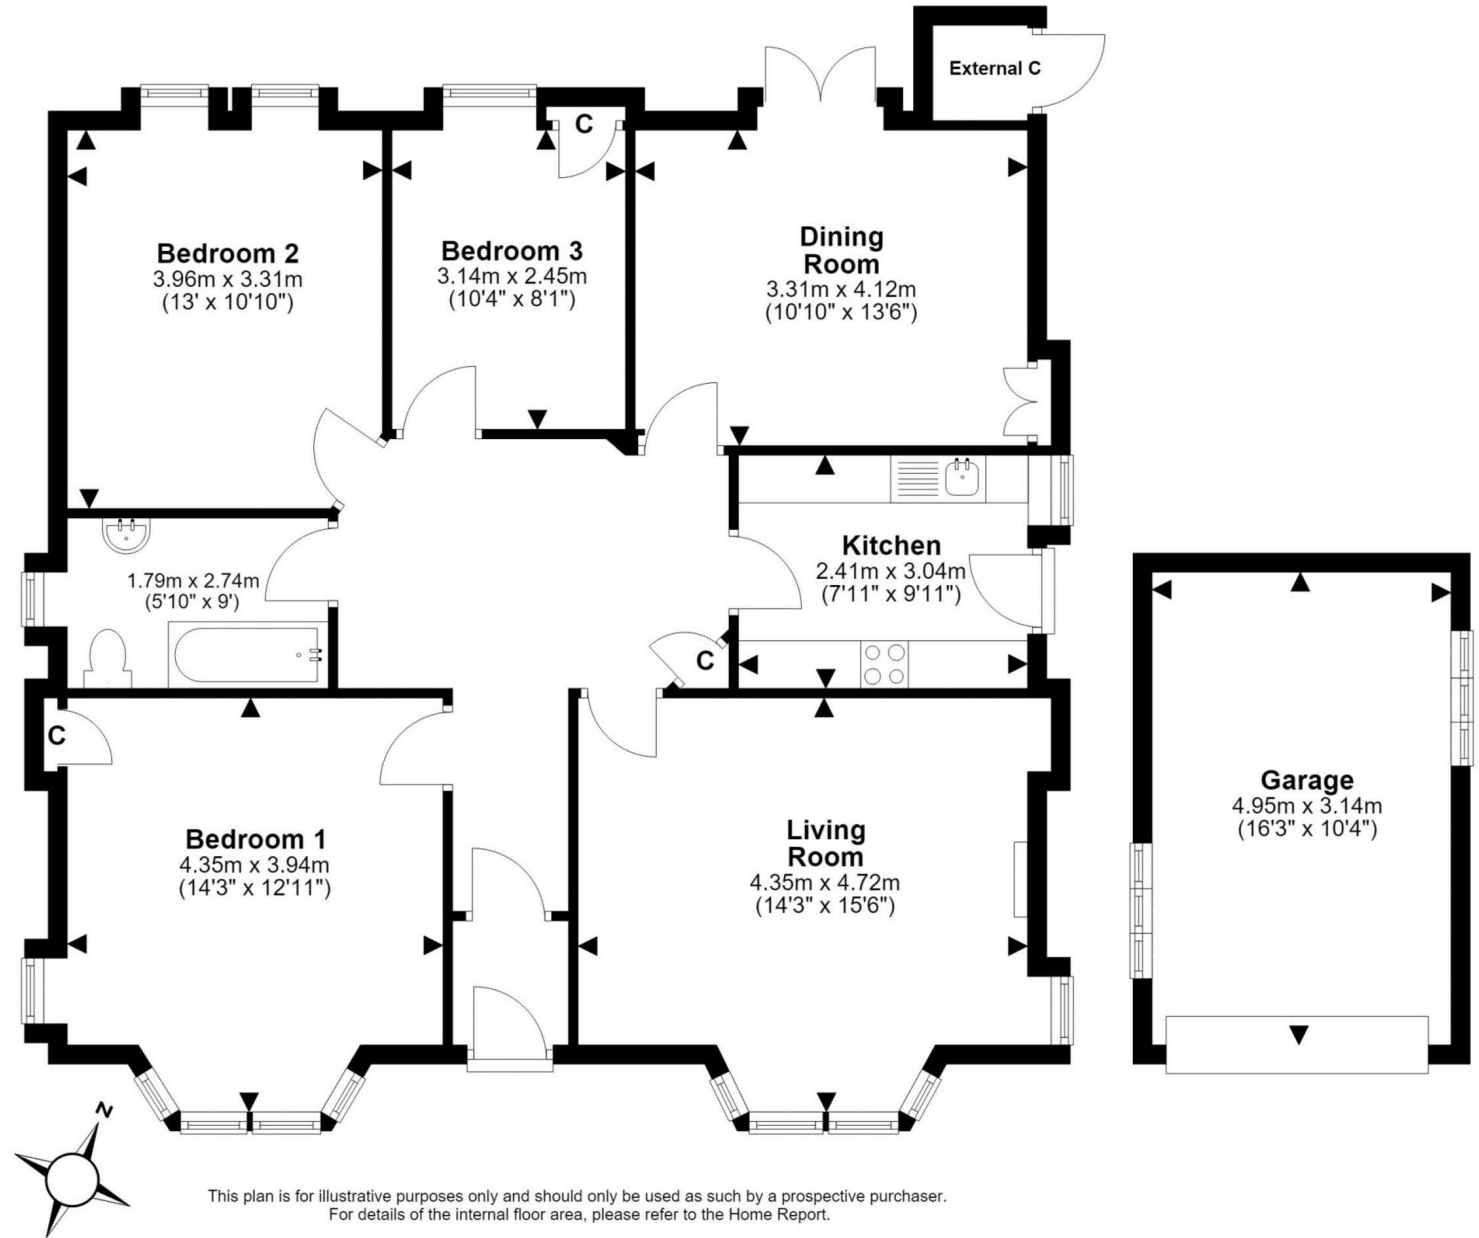 External C
C
Bedroom 2
3.96m x 3.31m
(13' x 10'10")
Bedroom 3
3.14m x 2.45m
(10'4" x 8'1")
Dining
Room
3.31m x 4.12m
(10'10" x 13'6")
Kitchen
2.41m x 3.04m
(7'11" x 9'11")
1.79m x 2.74m
(5'10" x 9')
C
C
Bedroom 1
4.35m x 3.94m
(14'3" x 12'11")
Living
Room
4.35m x 4.72m
(14'3" x 15'6")
Garage
4.95m x 3.14m
(16'3" x 10'4")
N
This plan is for illustrative purposes only and should only be used as such by a prospective purchaser.
For details of the internal floor area, please refer to the Home Report.